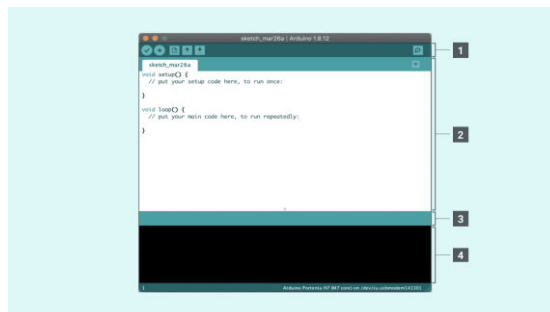 sketch_mar26a | Arduino 1.8.12
1
sketch_mar26a
void setup() {
// put your setup code here, to run once:
}
void loop() {
// put your main code here, to run repeatedly:
}
2
3
4
1